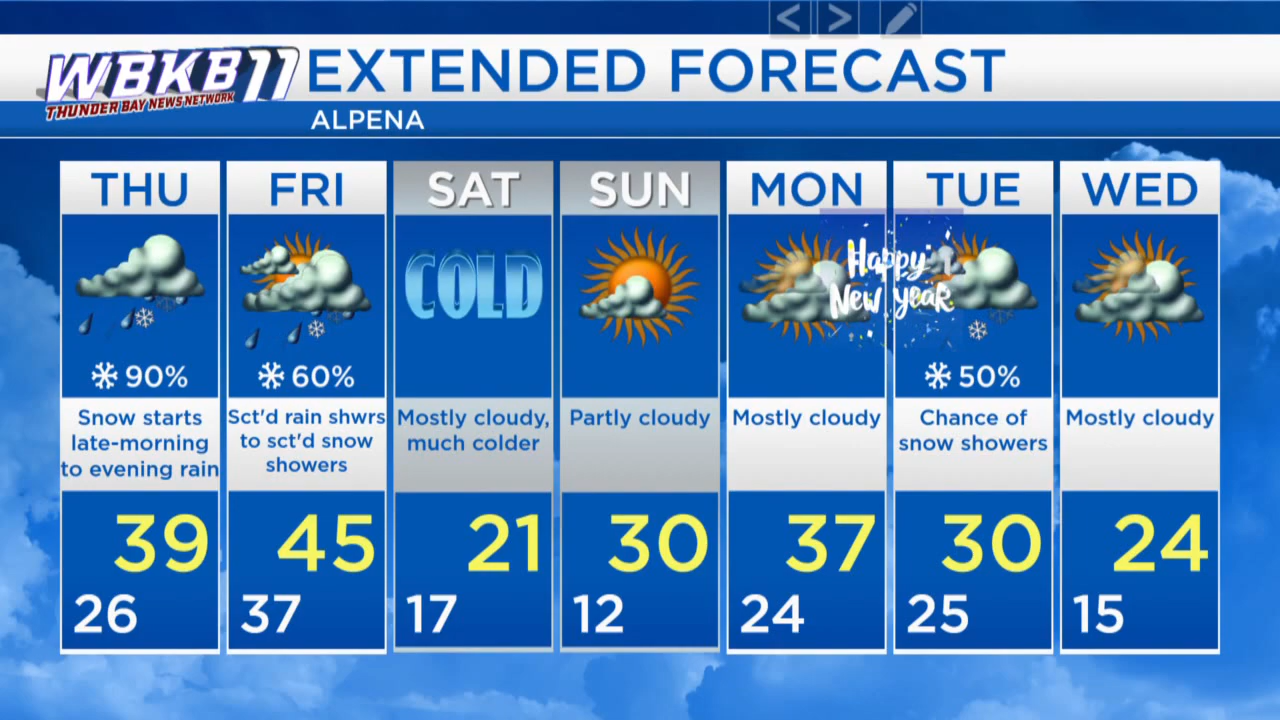 WBKB 11
THUNDER BAY NEWS NETWORK
EXTENDED FORECAST
ALPENA
THU
90%
Snow starts
late-morning
to evening rain
39
26
FRI
60%
Sct'd rain shwrs
to sct'd snow
showers
45
37
SAT
COLD
Mostly cloudy,
much colder
21
17
SUN
Partly cloudy
30
12
MON
Mostly cloudy
37
24
Happy
New year
TUE
50%
Chance of
snow showers
30
25
WED
Mostly cloudy
24
15